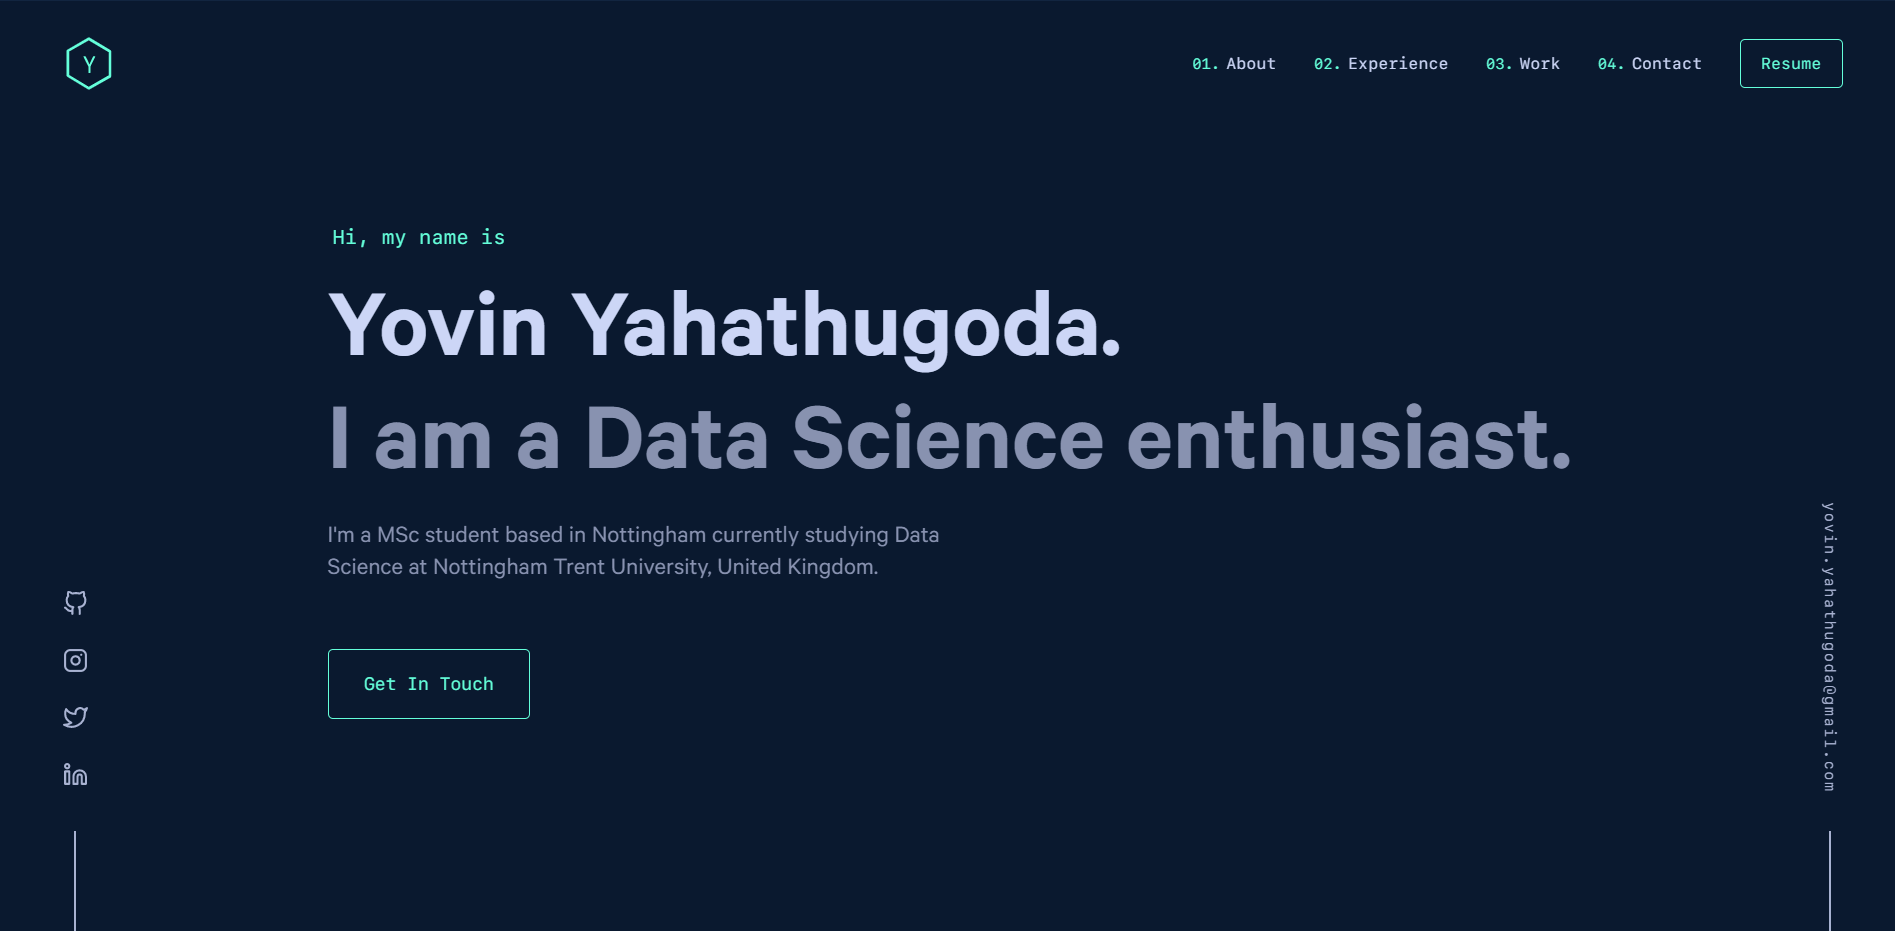 Y
01. About
02. Experience
03. Work
04. Contact
Resume
Hi, my name is
Yovin Yahathugoda.
I am a Data Science enthusiast.
I'm a MSc student based in Nottingham currently studying Data
Science at Nottingham Trent University, United Kingdom.
Get In Touch
yovin.yahathugoda@gmail.com